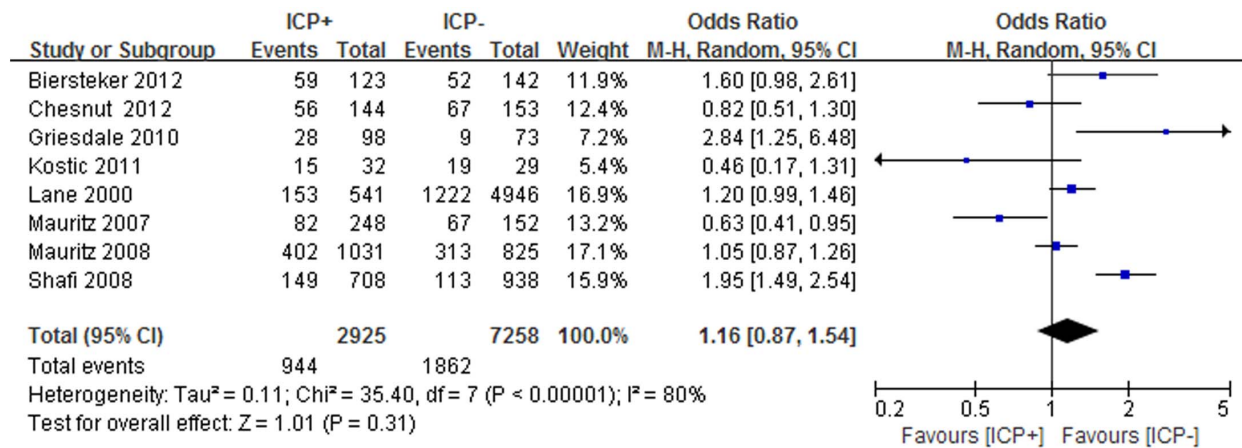 ICP+ ICP- Odds Ratio Odds Ratio
Study or Subgroup Events Total Events Total Weight M-H, Random, 95% CI M-H, Random, 95% CI
Biersteker 2012 59 123 52 142 11.9% 1.60 [0.98, 2.61]
Chesnut 2012 56 144 67 153 12.4% 0.82 [0.51, 1.30]
Griesdale 2010 28 98 9 73 7.2% 2.84 [1.25, 6.48]
Kostic 2011 15 32 19 29 5.4% 0.46 [0.17, 1.31]
Lane 2000 153 541 1222 4946 16.9% 1.20 [0.99, 1.46]
Mauritz 2007 82 248 67 152 13.2% 0.63 [0.41, 0.95]
Mauritz 2008 402 1031 313 825 17.1% 1.05 [0.87, 1.26]
Shafi 2008 149 708 113 938 15.9% 1.95 [1.49, 2.54]
Total (95% CI) 2925 7258 100.0% 1.16 [0.87, 1.54]
Total events 944 1862
Heterogeneity: Tau² = 0.11; Chi² = 35.40, df = 7 (P < 0.00001); I² = 80%
Test for overall effect: Z = 1.01 (P = 0.31)
0.2 0.5 1 2 5
Favours [ICP+] Favours [ICP-]